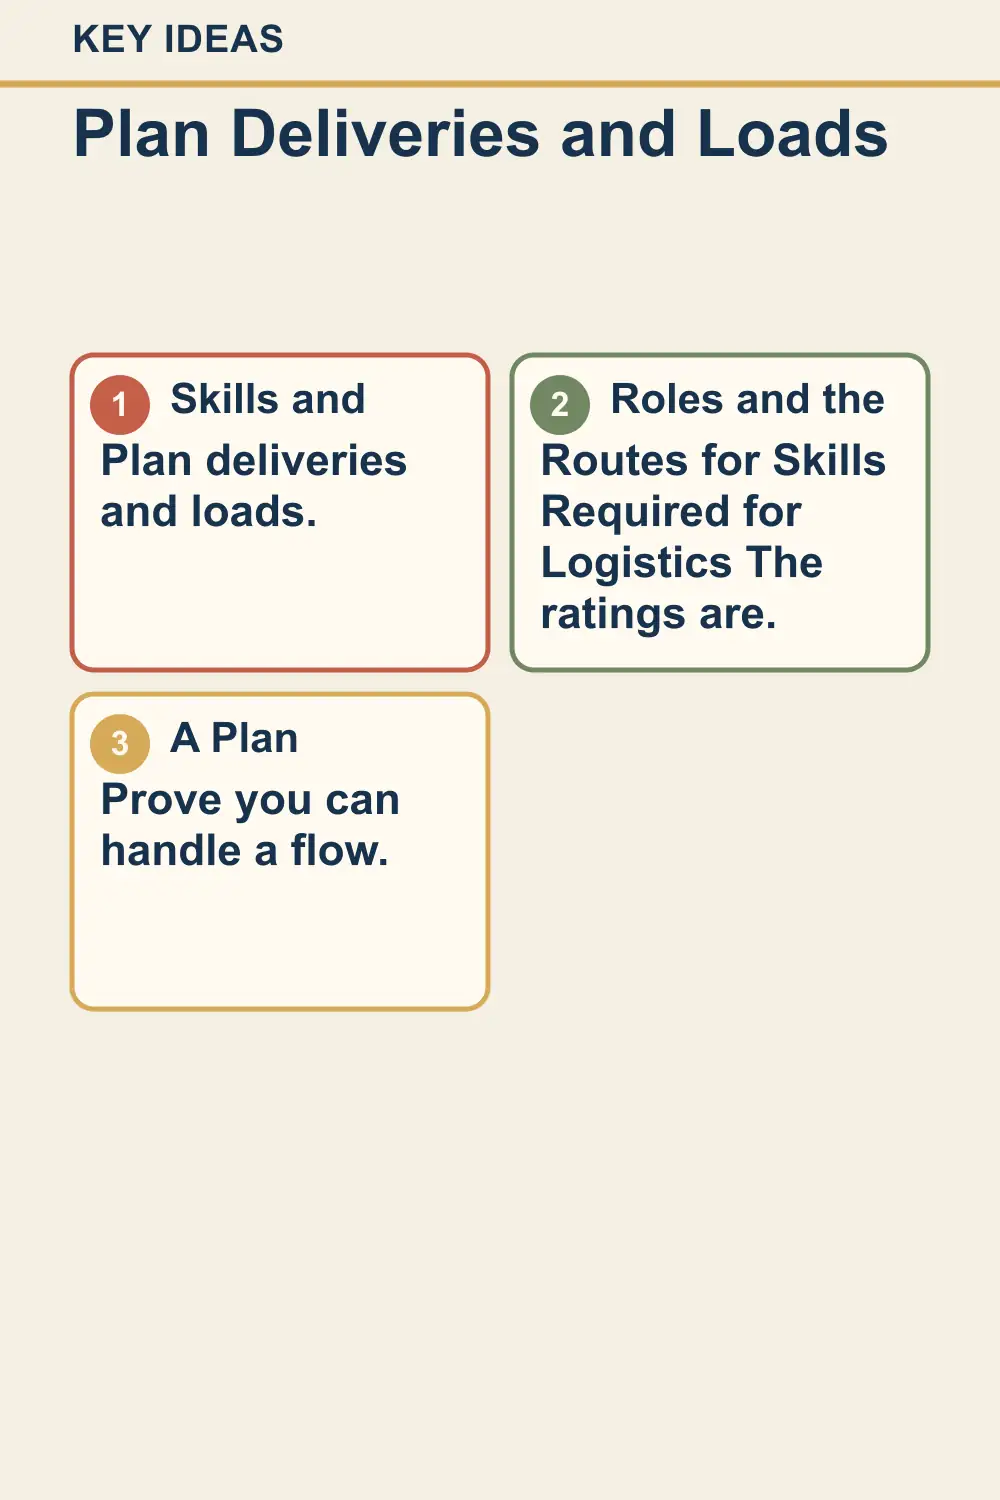 KEY IDEAS
Plan Deliveries and Loads
1 Skills and
Plan deliveries
and loads.
2 Roles and the
Routes for Skills
Required for
Logistics The
ratings are.
3 A Plan
Prove you can
handle a flow.